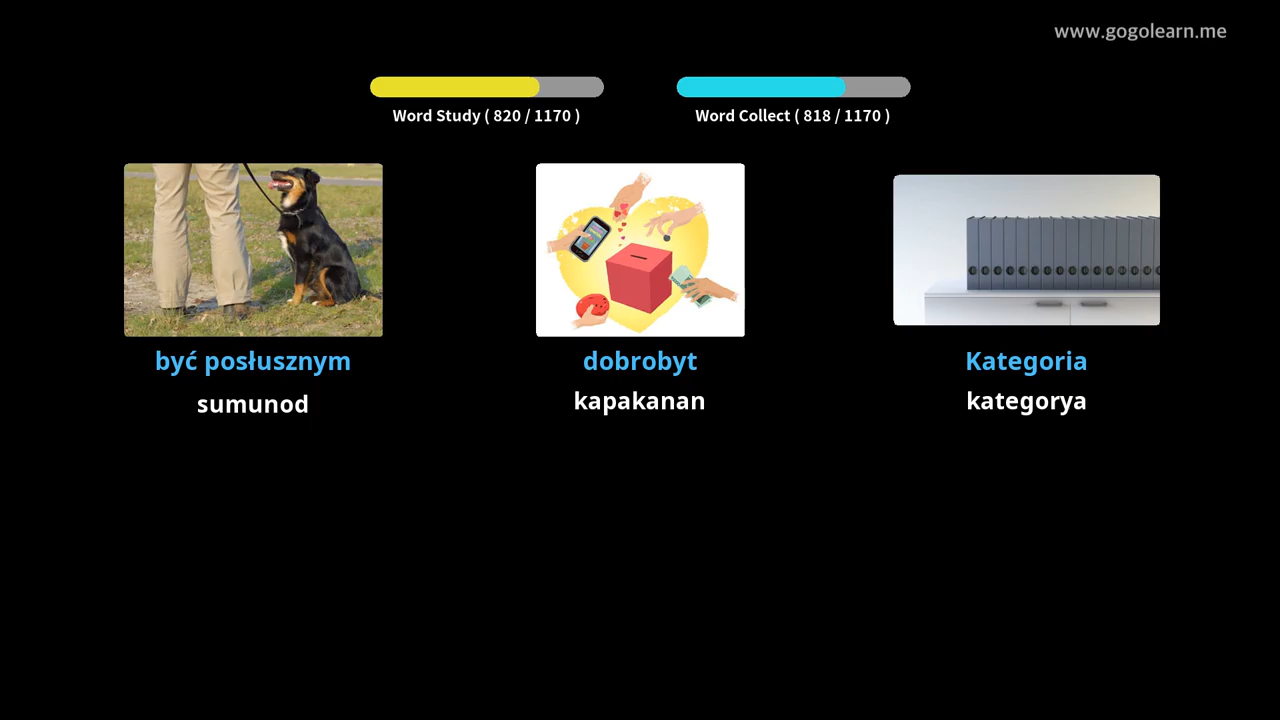 www.gogolearn.me
Word Study ( 820 / 1170 )
Word Collect ( 818 / 1170 )
być posłusznym
sumunod
dobrobyt
kapakanan
Kategoria
kategorya